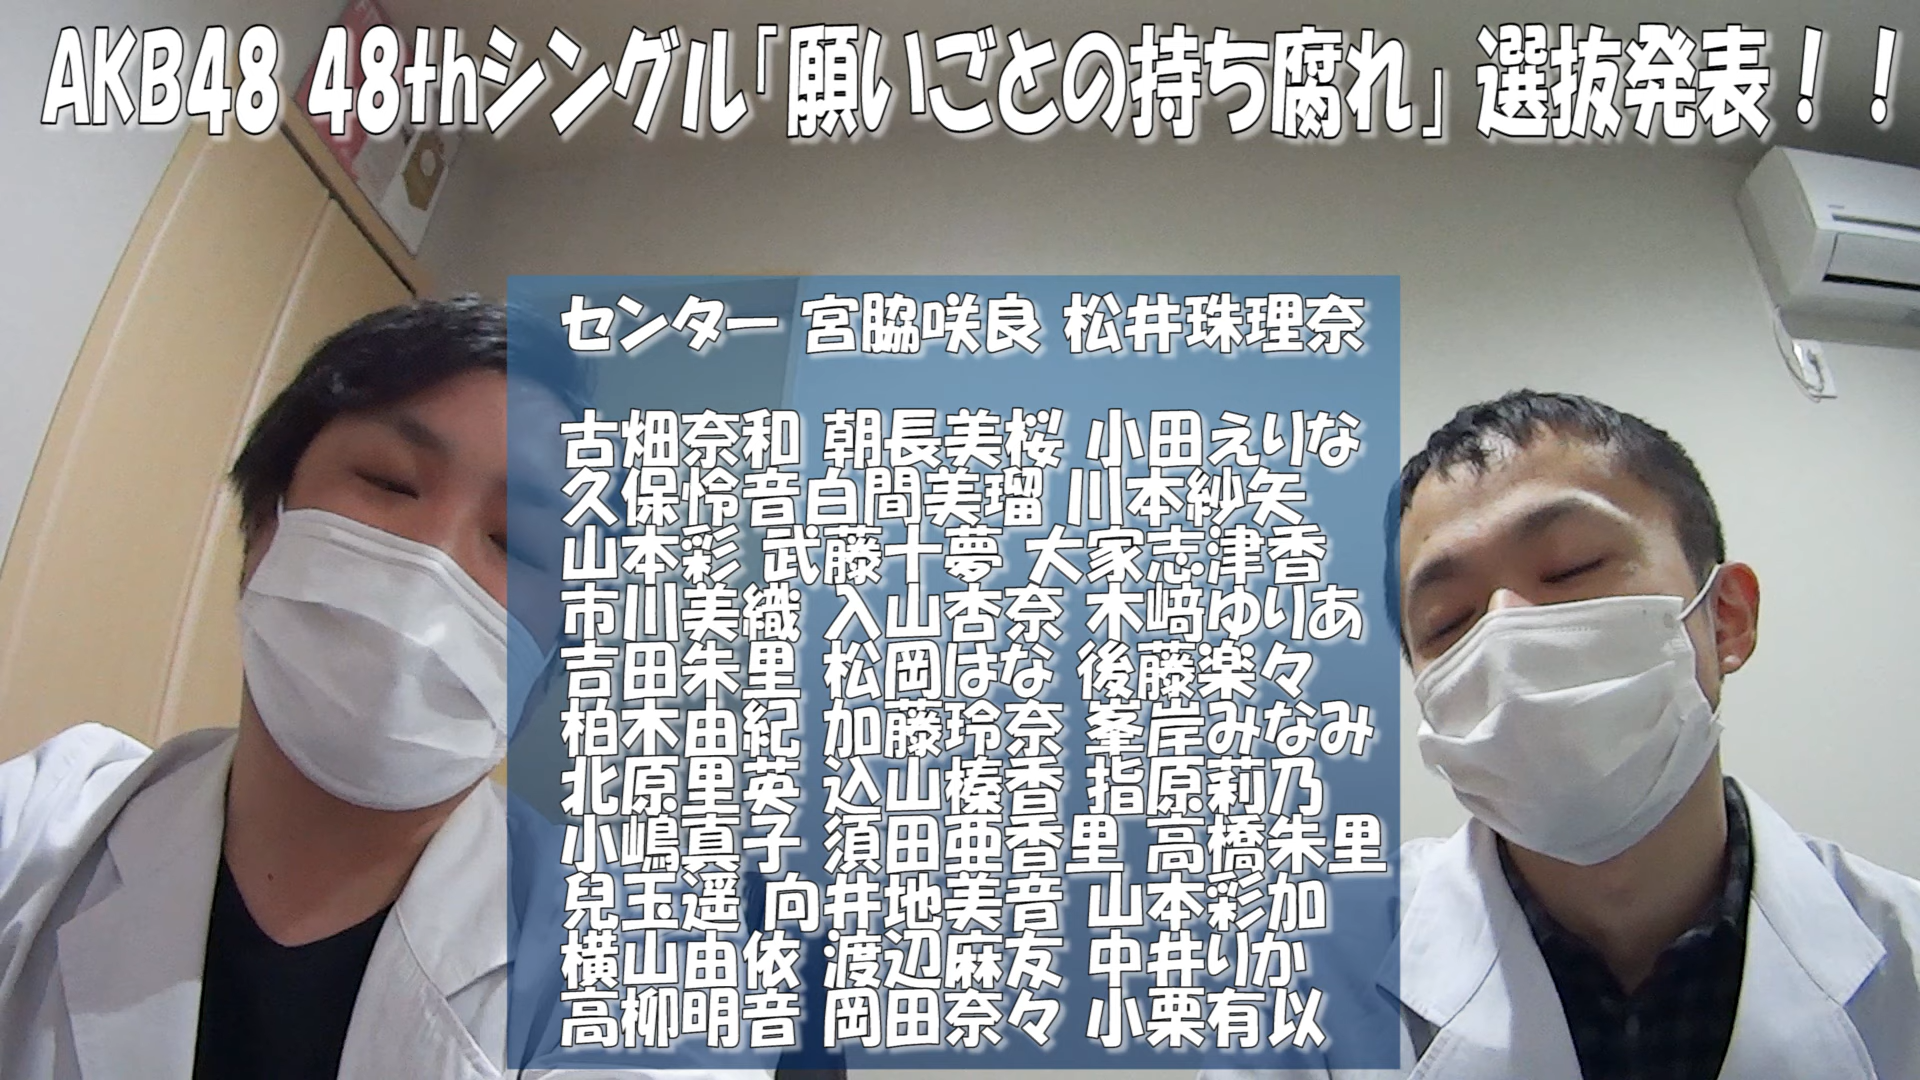 AKB48 48thシングル「願いごとの持ち腐れ」 選抜発表！！
センター 宮脇咲良 松井珠理奈
古畑奈和 朝長美桜 小田えりな
久保怜音白間美瑠 川本紗矢
山本彩 武藤十夢 大家志津香
市川美織 入山杏奈 木﨑ゆりあ
吉田朱里 松岡はな 後藤楽々
柏木由紀 加藤玲奈 峯岸みなみ
北原里英 込山榛香 指原莉乃
小嶋真子 須田亜香里 高橋朱里
兒玉遥 向井地美音 山本彩加
横山由依 渡辺麻友 中井りか
高柳明音 岡田奈々 小栗有以